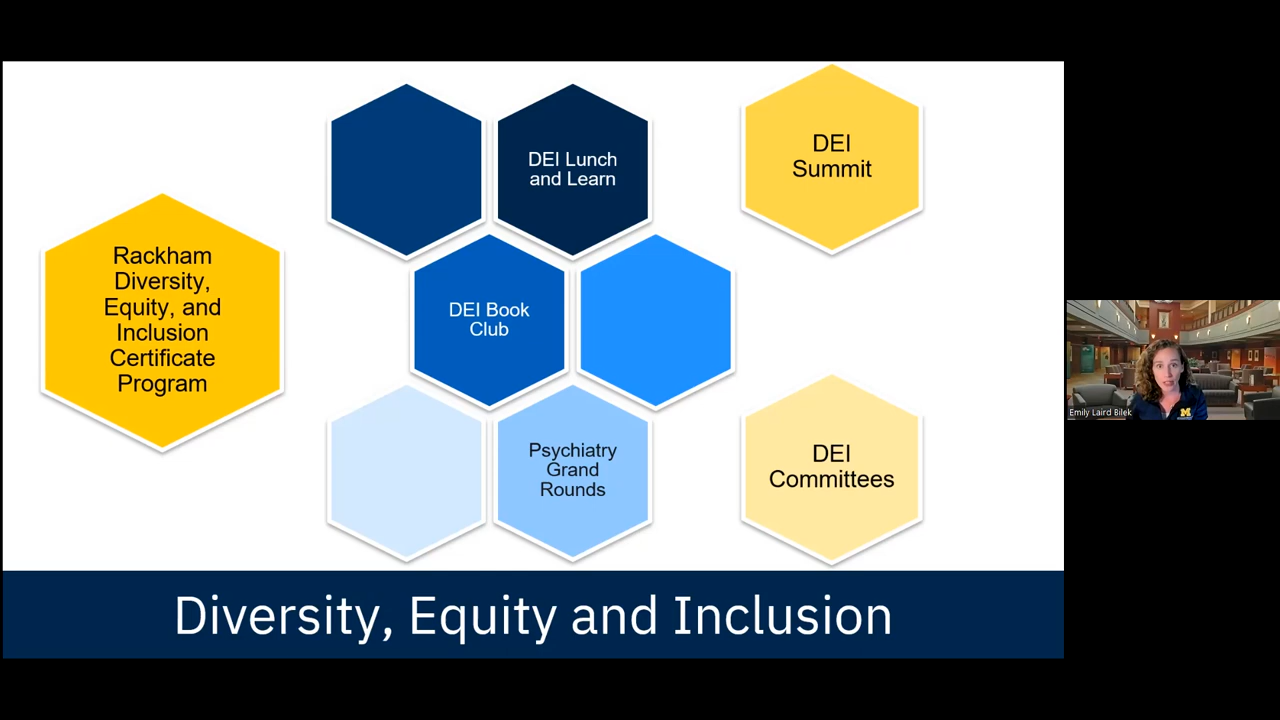 Rackham
Diversity,
Equity, and
Inclusion
Certificate
Program
DEI Lunch
and Learn
DEI Book
Club
Psychiatry
Grand
Rounds
DEI
Summit
DEI
Committees
Diversity, Equity and Inclusion
Emily Laird Bilek
M